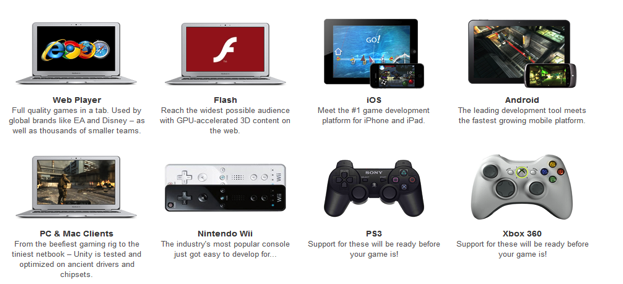 GO!
Web Player
Full quality games in a tab. Used by
global brands like EA and Disney – as
well as thousands of smaller teams.
Flash
Reach the widest possible audience
with GPU-accelerated 3D content on
the web.
iOS
Meet the #1 game development
platform for iPhone and iPad.
Android
The leading development tool meets
the fastest growing mobile platform.
Wii
Wii
SONY
PC & Mac Clients
From the beefiest gaming rig to the
tiniest netbook – Unity is tested and
optimized on ancient drivers and
chipsets.
Nintendo Wii
The industry's most popular console
just got easy to develop for...
PS3
Support for these will be ready before
your game is!
Xbox 360
Support for these will be ready before
your game is!